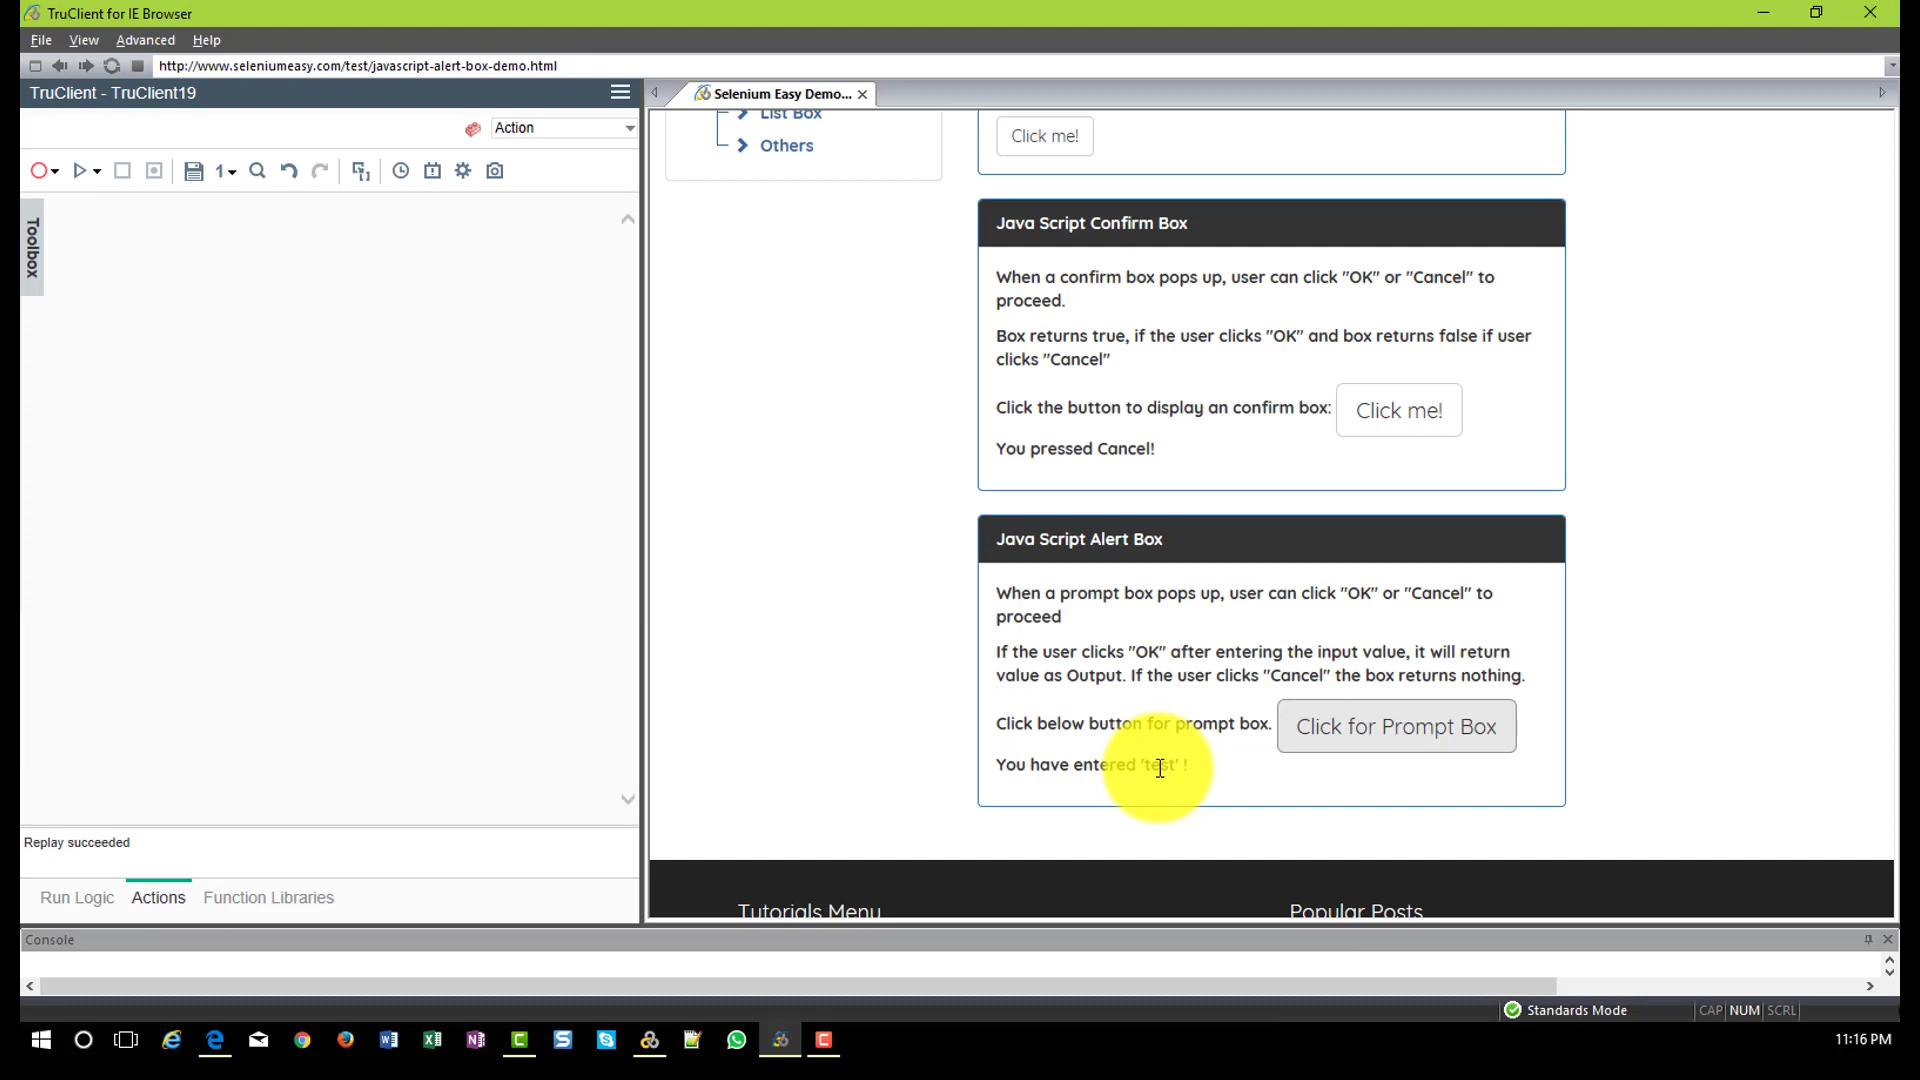 TruClient for IE Browser
File View Advanced Help
http://www.seleniumeasy.com/test/javascript-alert-box-demo.html
TruClient - TruClient19
Selenium Easy Demo...
Action
1
Toolbox
List Box
Others
Click me!
Java Script Confirm Box
When a confirm box pops up, user can click "OK" or "Cancel" to
proceed.
Box returns true, if the user clicks "OK" and box returns false if user
clicks "Cancel"
Click the button to display an confirm box: Click me!
You pressed Cancel!
Java Script Alert Box
When a prompt box pops up, user can click "OK" or "Cancel" to
proceed
If the user clicks "OK" after entering the input value, it will return
value as Output. If the user clicks "Cancel" the box returns nothing.
Click below button for prompt box. Click for Prompt Box
You have entered 'test' !
Replay succeeded
Run Logic Actions Function Libraries
Tutorials Menu Popular Posts
Console
Standards Mode CAP NUM SCRL
11:16 PM